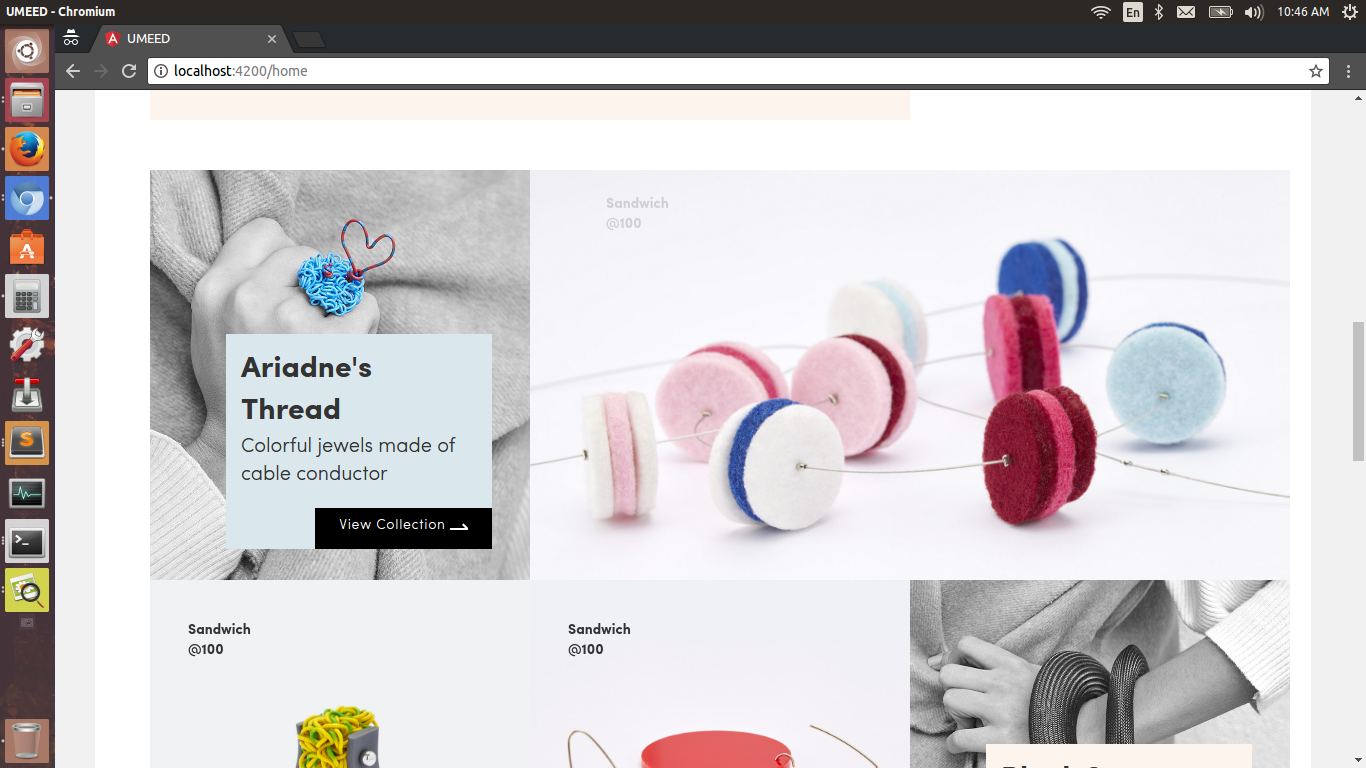 UMEED - Chromium
En
10:46 AM
UMEED
localhost:4200/home
Sandwich
@100
Ariadne's
Thread
Colorful jewels made of
cable conductor
View Collection
Sandwich
@100
Sandwich
@100